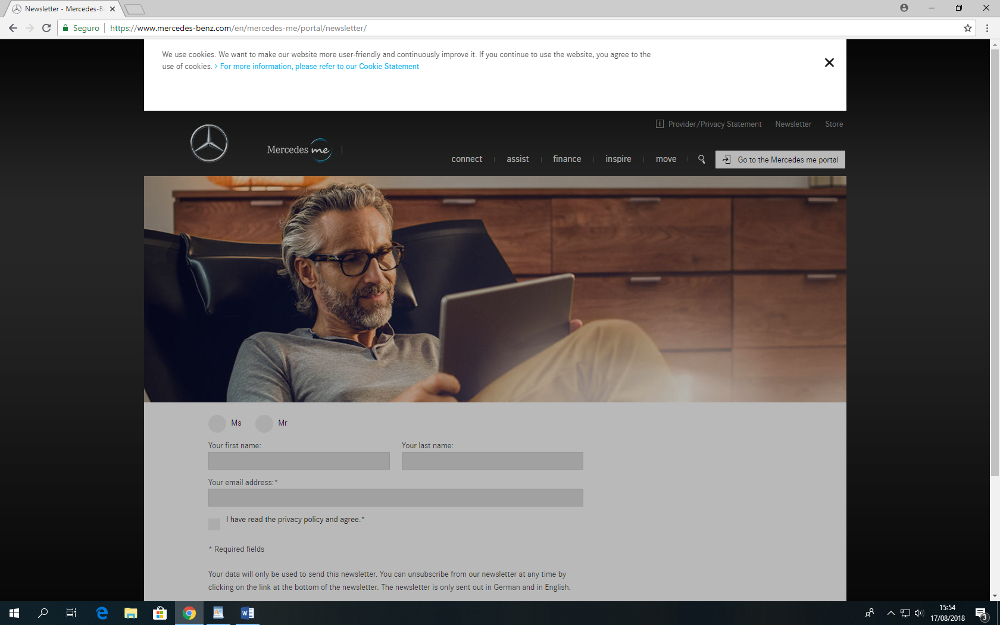 Newsletter - Mercedes-B
Seguro
https://www.mercedes-benz.com/en/mercedes-me/portal/newsletter/
We use cookies. We want to make our website more user-friendly and continuously improve it. If you continue to use the website, you agree to the
use of cookies. > For more information, please refer to our Cookie Statement
Provider/Privacy Statement
Newsletter
Store
Mercedes me
connect
assist
finance
inspire
move
Go to the Mercedes me portal
Ms
Mr
Your first name:
Your last name:
Your email address:*
I have read the privacy policy and agree.*
* Required fields
Your data will only be used to send this newsletter. You can unsubscribe from our newsletter at any time by
clicking on the link at the bottom of the newsletter. The newsletter is only sent out in German and in English.
15:54
17/08/2018
3